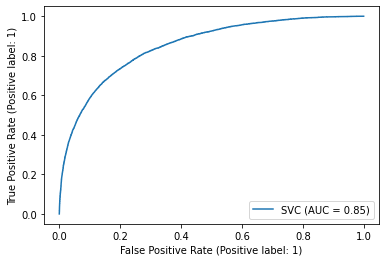 True Positive Rate (Positive label: 1)
1.0
0.8
0.6
0.4
0.2
0.0
SVC (AUC = 0.85)
0.0 0.2 0.4 0.6 0.8 1.0
False Positive Rate (Positive label: 1)